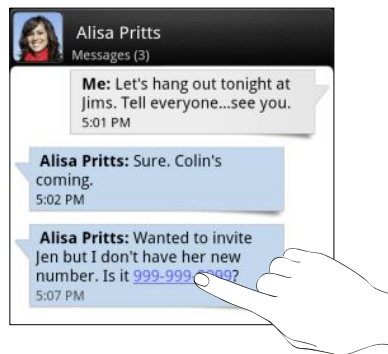 Alisa Pritts
Messages (3)
Me: Let's hang out tonight at
Jims. Tell everyone...see you.
5:01 PM
Alisa Pritts: Sure. Colin's
coming.
5:02 PM
Alisa Pritts: Wanted to invite
Jen but I don't have her new
number. Is it 999-999-9999?
5:07 PM